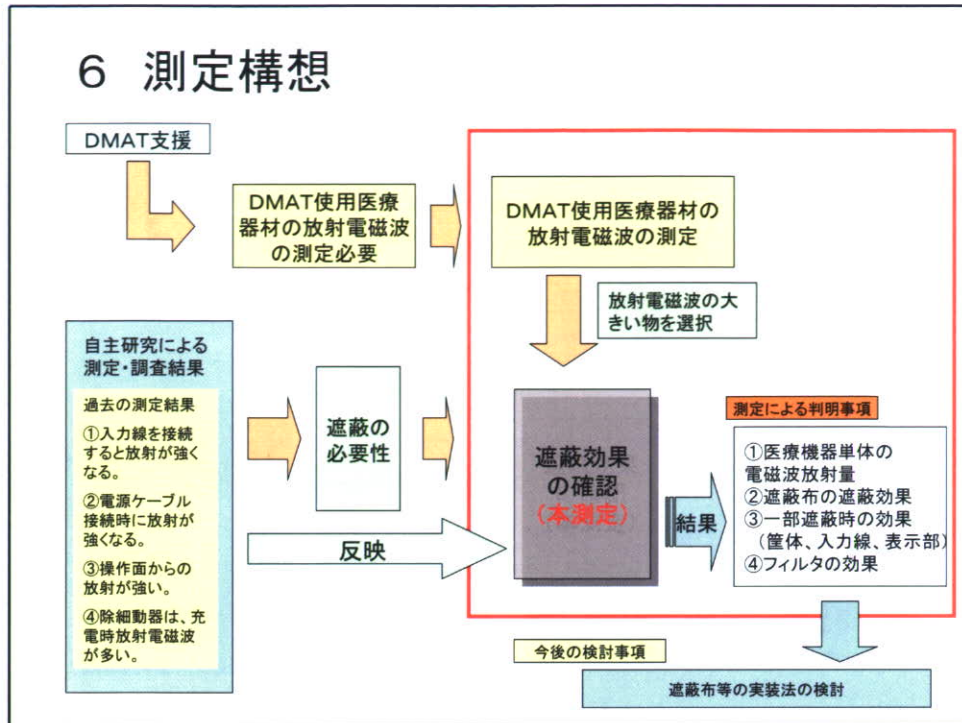 6 測定構想
DMAT支援
DMAT使用医療
器材の放射電磁波
の測定必要
DMAT使用医療器材の
放射電磁波の測定
放射電磁波の大
きい物を選択
自主研究による
測定・調査結果
過去の測定結果
①入力線を接続
すると放射が強く
なる。
②電源ケーブル
接続時に放射が
強くなる。
③操作面からの
放射が強い。
④除細動器は、充
電時放射電磁波
が多い。
遮蔽の
必要性
反映
遮蔽効果
の確認
(本測定)
結果
測定による判明事項
①医療機器単体の
電磁波放射量
②遮蔽布の遮蔽効果
③一部遮蔽時の効果
(筐体、入力線、表示部)
④フィルタの効果
今後の検討事項
遮蔽布等の実装法の検討